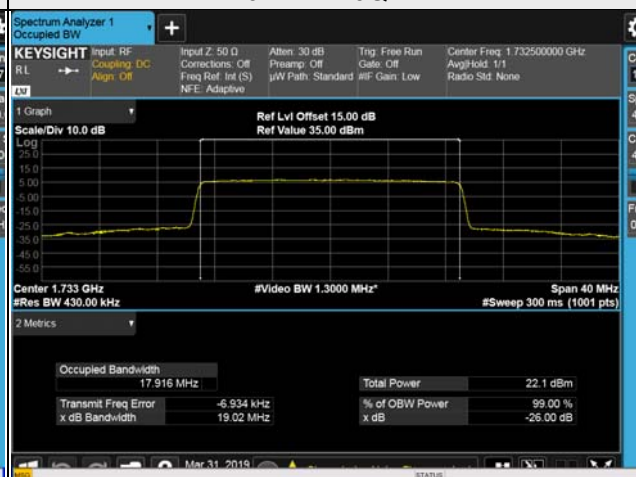 Spectrum Analyzer 1
Occupied BW
+
KEYSIGHT
RL
LXI
Input: RF
Coupling: DC
Align: Off
Input Z: 50 Ω
Corrections: Off
Freq Ref: Int (S)
NFE: Adaptive
Atten: 30 dB
Preamp: Off
µW Path: Standard
Trig: Free Run
Gate: Off
#IF Gain: Low
Center Freq: 1.732500000 GHz
Avg|Hold: 1/1
Radio Std: None
1 Graph
Scale/Div 10.0 dB
Ref Lvl Offset 15.00 dB
Ref Value 35.00 dBm
Log
25.0
15.0
5.00
-5.00
-15.0
-25.0
-35.0
-45.0
-55.0
Center 1.733 GHz
#Video BW 1.3000 MHz*
Span 40 MHz
#Res BW 430.00 kHz
#Sweep 300 ms (1001 pts)
2 Metrics
Occupied Bandwidth
17.916 MHz
Total Power 22.1 dBm
Transmit Freq Error -6.934 kHz
% of OBW Power 99.00 %
x dB Bandwidth 19.02 MHz
x dB -26.00 dB
Mar 31, 2019
MSG
STATUS